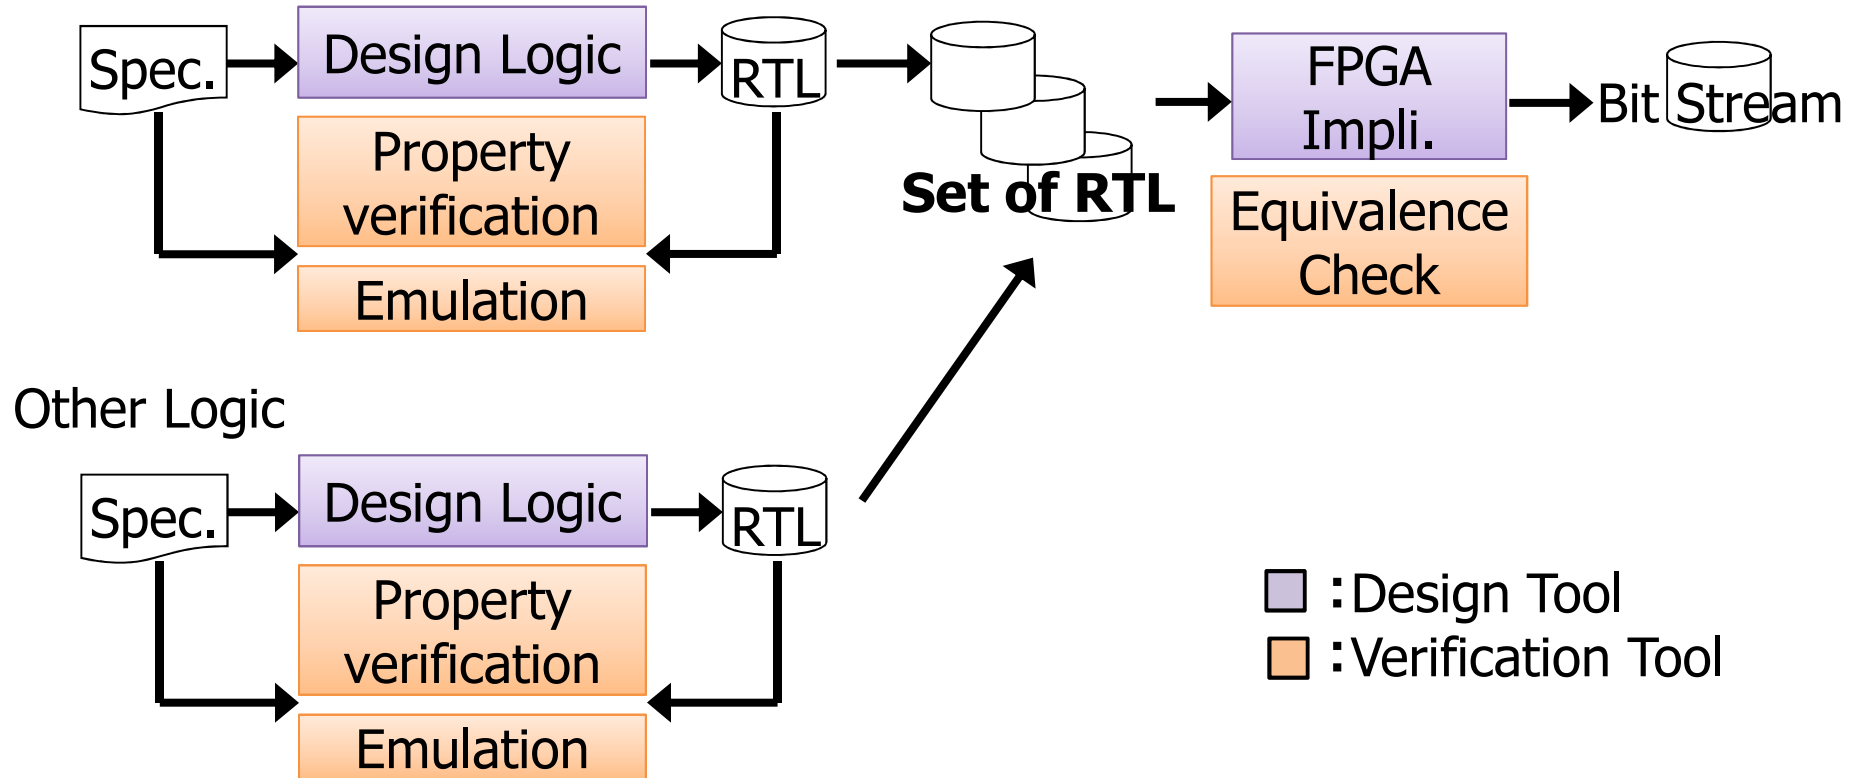 Spec.
Design Logic
RTL
Property
verification
Emulation
Set of RTL
FPGA
Impli.
Bit Stream
Equivalence
Check
Other Logic
Spec.
Design Logic
RTL
Property
verification
Emulation
:Design Tool
:Verification Tool